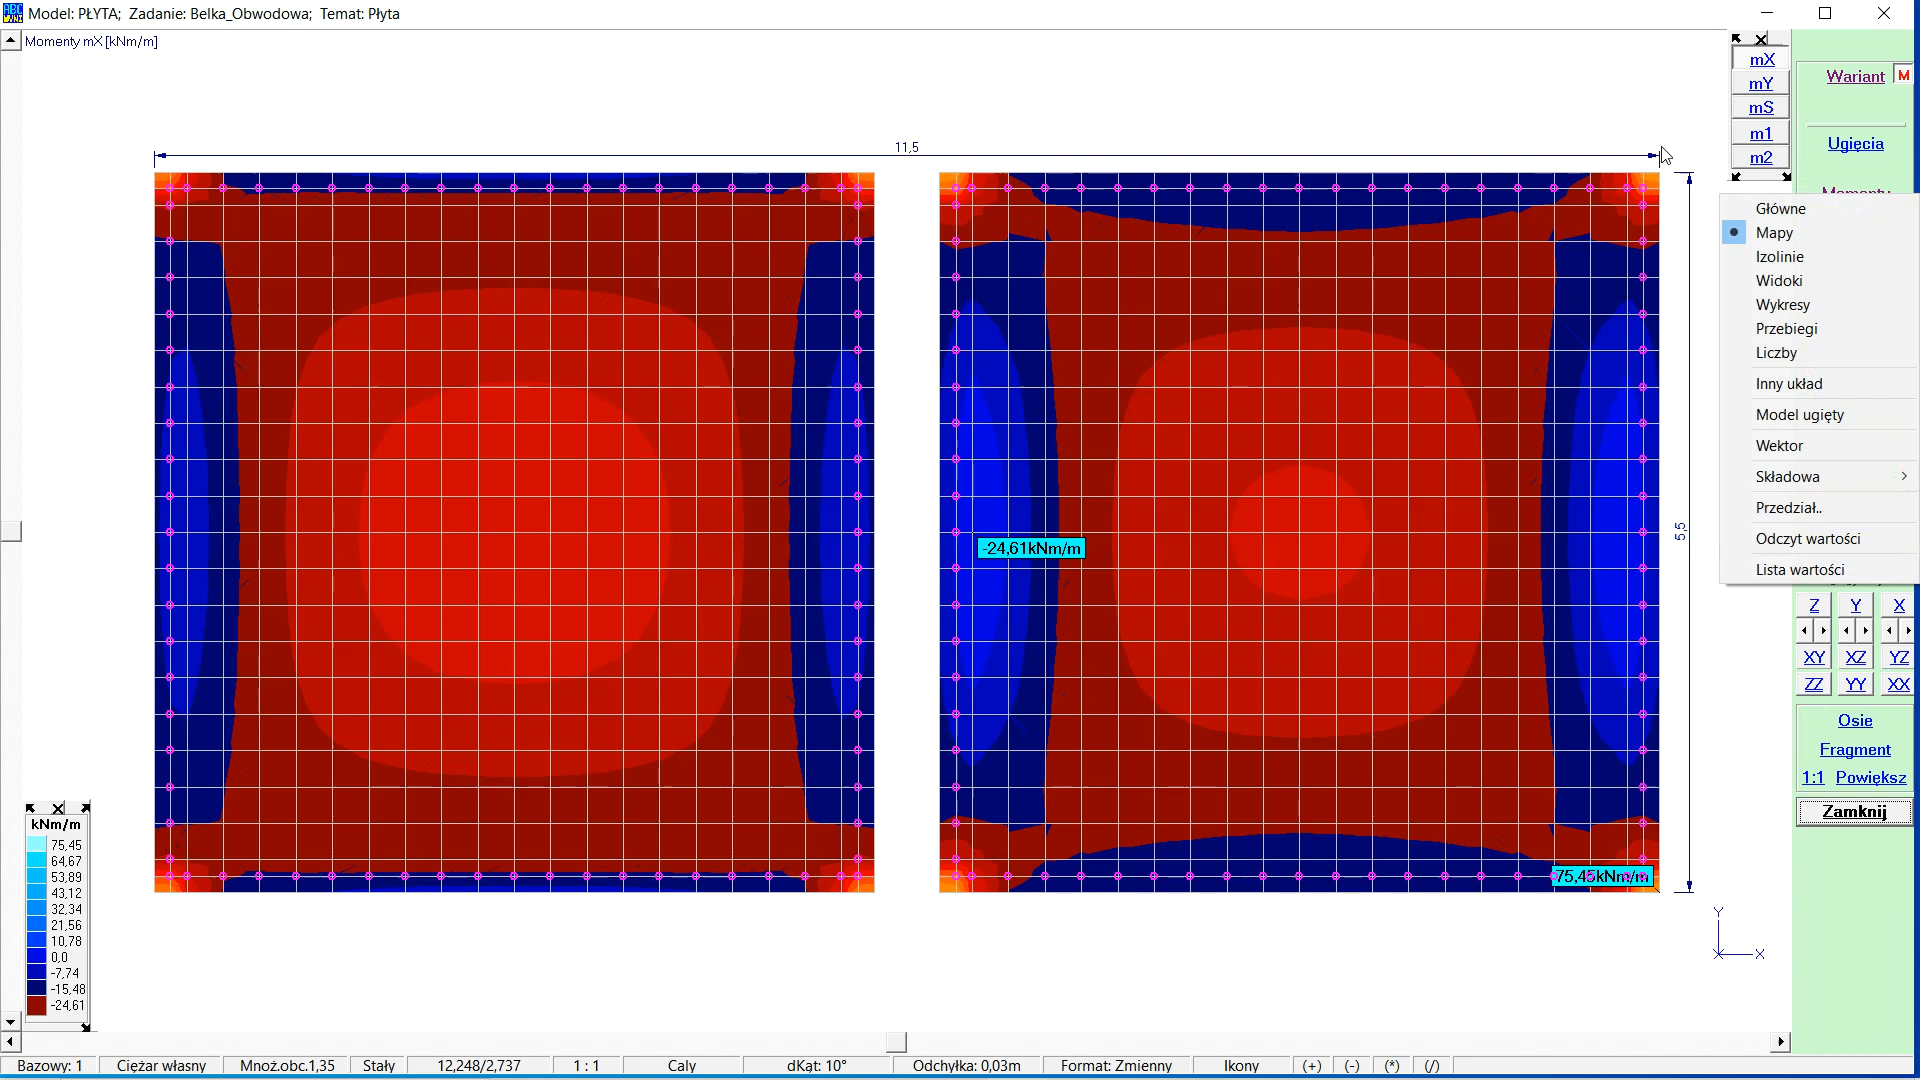 Model: PŁYTA;  Zadanie: Belka_Obwodowa;  Temat: Płyta
Momenty mX [kNm/m]
mX
mY
mS
m1
m2
Wariant M
Ugięcia
Momenty
11,5
5,5
Główne
Mapy
Izolinie
Widoki
Wykresy
Przebiegi
Liczby
Inny układ
Model ugięty
Wektor
Składowa
Przedział..
Odczyt wartości
Lista wartości
-24,61kNm/m
75,45kNm/m
Z Y X
XY XZ YZ
ZZ YY XX
Osie
Fragment
1:1 Powiększ
Zamknij
kNm/m
75,45
64,67
53,89
43,12
32,34
21,56
10,78
0,0
-7,74
-15,48
-24,61
Y
X
Bazowy: 1 Ciężar własny Mnoż.obc.1,35 Stały 12,248/2,737 1 : 1 Cały dKąt: 10° Odchyłka: 0,03m Format: Zmienny Ikony (+) (-) (*) (/)